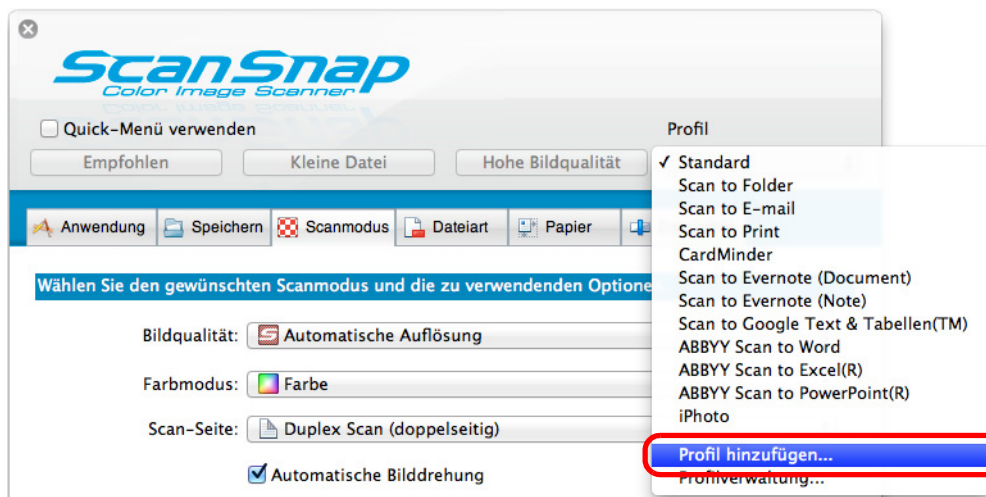 ScanSnap
Color Image Scanner
Quick-Menü verwenden
Profil
Empfohlen
Kleine Datei
Hohe Bildqualität
✓ Standard
Scan to Folder
Scan to E-mail
Scan to Print
CardMinder
Scan to Evernote (Document)
Scan to Evernote (Note)
Scan to Google Text & Tabellen(TM)
ABBYY Scan to Word
ABBYY Scan to Excel(R)
ABBYY Scan to PowerPoint(R)
iPhoto
Profil hinzufügen...
Profilverwaltung...
Anwendung
Speichern
Scanmodus
Dateiart
Papier
Wählen Sie den gewünschten Scanmodus und die zu verwendenden Optione
Bildqualität:
Automatische Auflösung
Farbmodus:
Farbe
Scan-Seite:
Duplex Scan (doppelseitig)
Automatische Bilddrehung